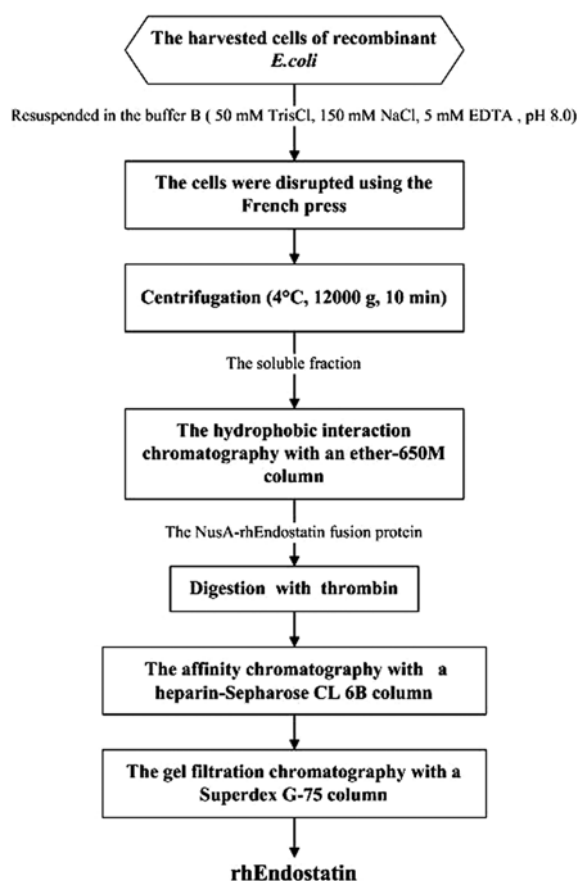 The harvested cells of recombinant
E.coli
Resuspended in the buffer B ( 50 mM TrisCl, 150 mM NaCl, 5 mM EDTA , pH 8.0)
The cells were disrupted using the
French press
Centrifugation (4°C, 12000 g, 10 min)
The soluble fraction
The hydrophobic interaction
chromatography with an ether-650M
column
The NusA-rhEndostatin fusion protein
Digestion with thrombin
The affinity chromatography with a
heparin-Sepharose CL 6B column
The gel filtration chromatography with a
Superdex G-75 column
rhEndostatin